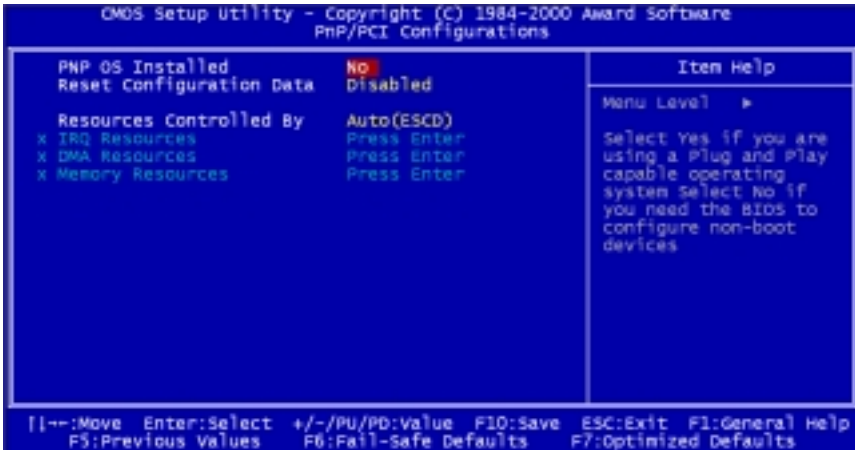 CMOS Setup Utility - Copyright (C) 1984-2000 Award Software
PnP/PCI Configurations
PNP OS Installed No
Reset Configuration Data Disabled
Resources Controlled By Auto(ESCD)
x IRQ Resources Press Enter
x DMA Resources Press Enter
x Memory Resources Press Enter
Item Help
Menu Level ►
Select Yes if you are
using a Plug and Play
capable operating
system Select No if
you need the BIOS to
configure non-boot
devices
↑↓→←:Move Enter:Select +/-/PU/PD:Value F10:Save ESC:Exit F1:General Help
F5:Previous Values F6:Fail-Safe Defaults F7:Optimized Defaults